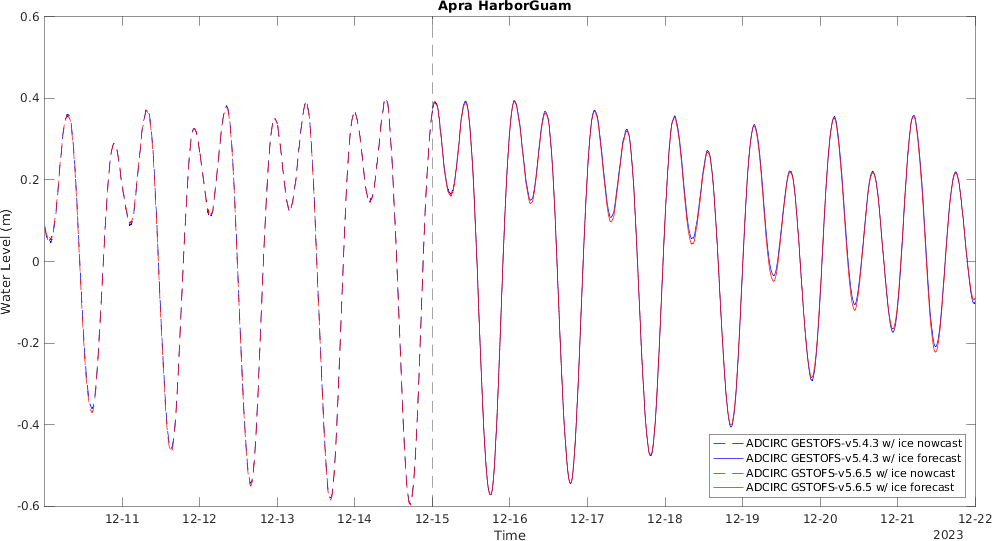 Apra HarborGuam
0.6
0.4
0.2
0
-0.2
-0.4
-0.6
Water Level (m)
12-11
12-12
12-13
12-14
12-15
12-16
12-17
12-18
12-19
12-20
12-21
12-22
Time
2023
ADCIRC GESTOFS-v5.4.3 w/ ice nowcast
ADCIRC GESTOFS-v5.4.3 w/ ice forecast
ADCIRC GSTOFS-v5.6.5 w/ ice nowcast
ADCIRC GSTOFS-v5.6.5 w/ ice forecast